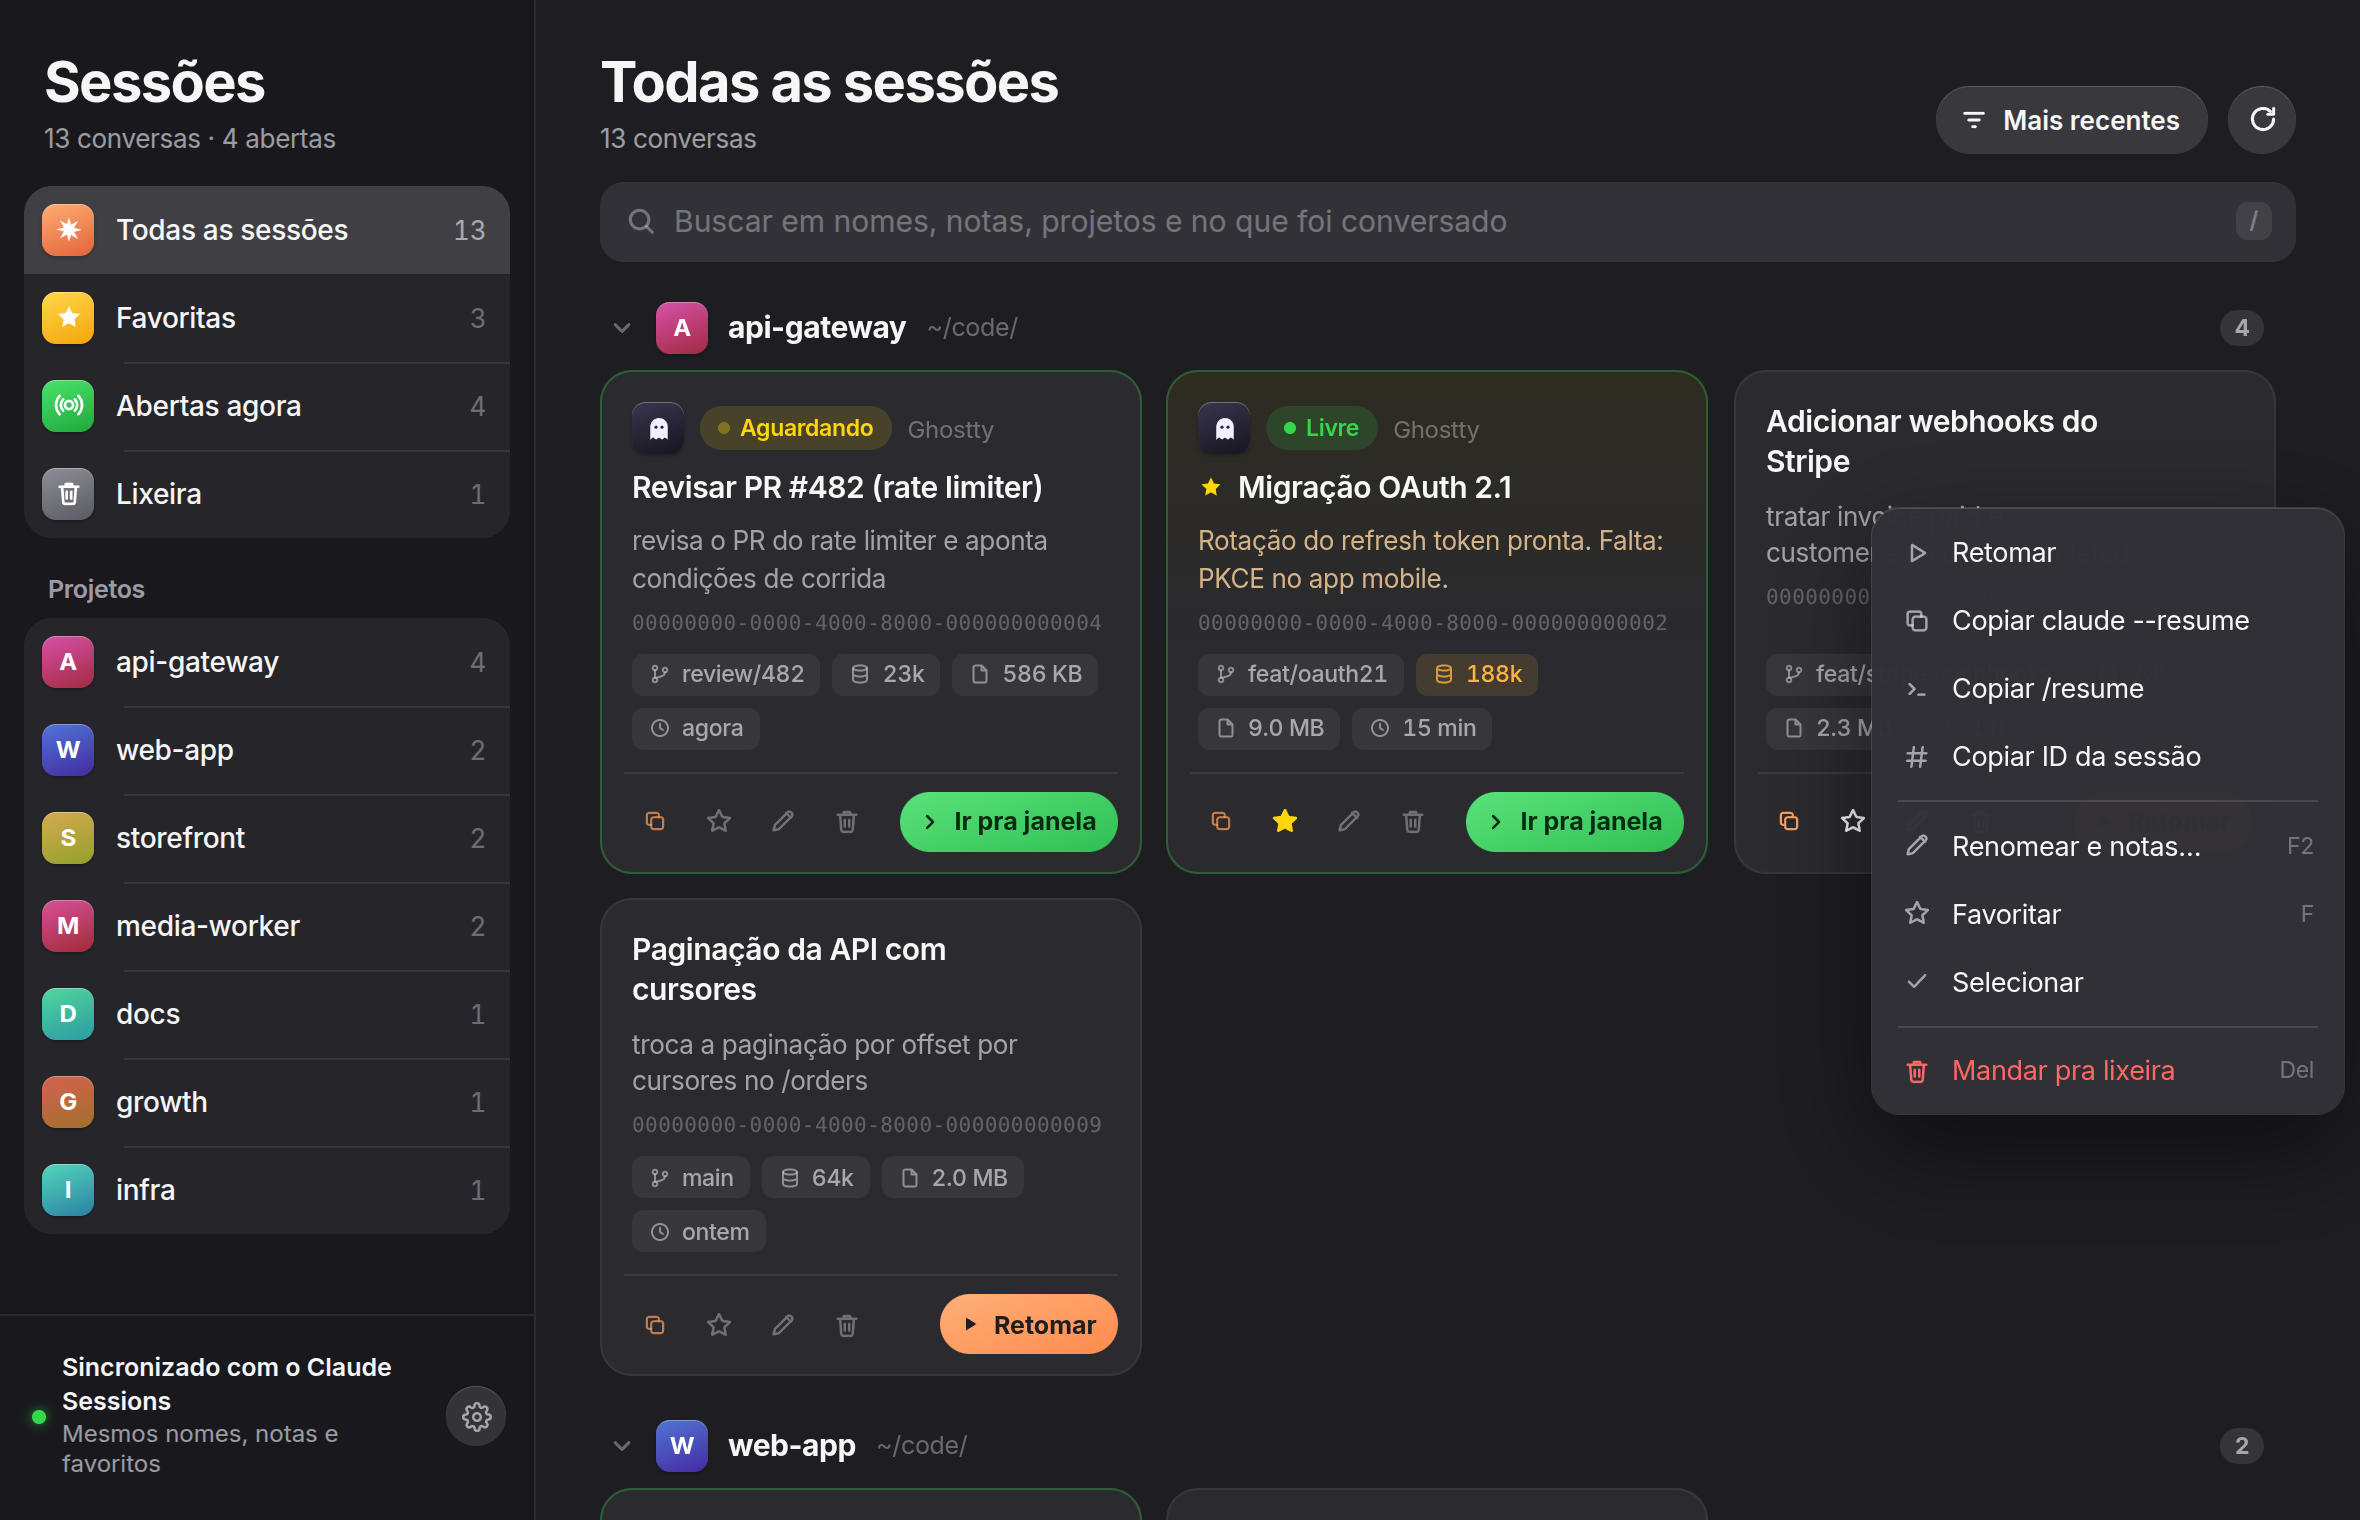 Sessões
13 conversas · 4 abertas
Todas as sessões 13
Favoritas 3
Abertas agora 4
Lixeira 1
Projetos
A api-gateway 4
W web-app 2
S storefront 2
M media-worker 2
D docs 1
G growth 1
I infra 1
Sincronizado com o Claude
Sessions
Mesmos nomes, notas e
favoritos
Todas as sessões
13 conversas
Mais recentes
Buscar em nomes, notas, projetos e no que foi conversado /
A api-gateway ~/code/ 4
Aguardando Ghostty
Revisar PR #482 (rate limiter)
revisa o PR do rate limiter e aponta
condições de corrida
00000000-0000-4000-8000-000000000004
review/482 23k 586 KB
agora
Ir pra janela
Livre Ghostty
Migração OAuth 2.1
Rotação do refresh token pronta. Falta:
PKCE no app mobile.
00000000-0000-4000-8000-000000000002
feat/oauth21 188k
9.0 MB 15 min
Ir pra janela
Adicionar webhooks do
Stripe
tratar
00000000
2.3
Retomar
Copiar claude --resume
Copiar /resume
Copiar ID da sessão
Renomear e notas... F2
Favoritar F
Selecionar
Mandar pra lixeira Del
Paginação da API com
cursores
troca a paginação por offset por
cursores no /orders
00000000-0000-4000-8000-000000000009
main 64k 2.0 MB
ontem
Retomar
W web-app ~/code/ 2